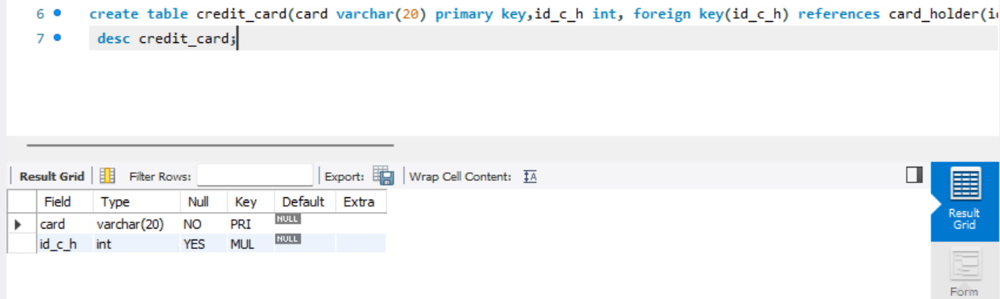 6 create table credit_card(card varchar(20) primary key,id_c_h int, foreign key(id_c_h) references card_holder(i
7 desc credit_card;
Result Grid Filter Rows: Export: Wrap Cell Content: IA
Field Type Null Key Default Extra
card varchar(20) NO PRI NULL
id_c_h int YES MUL NULL
Result
Grid
Form